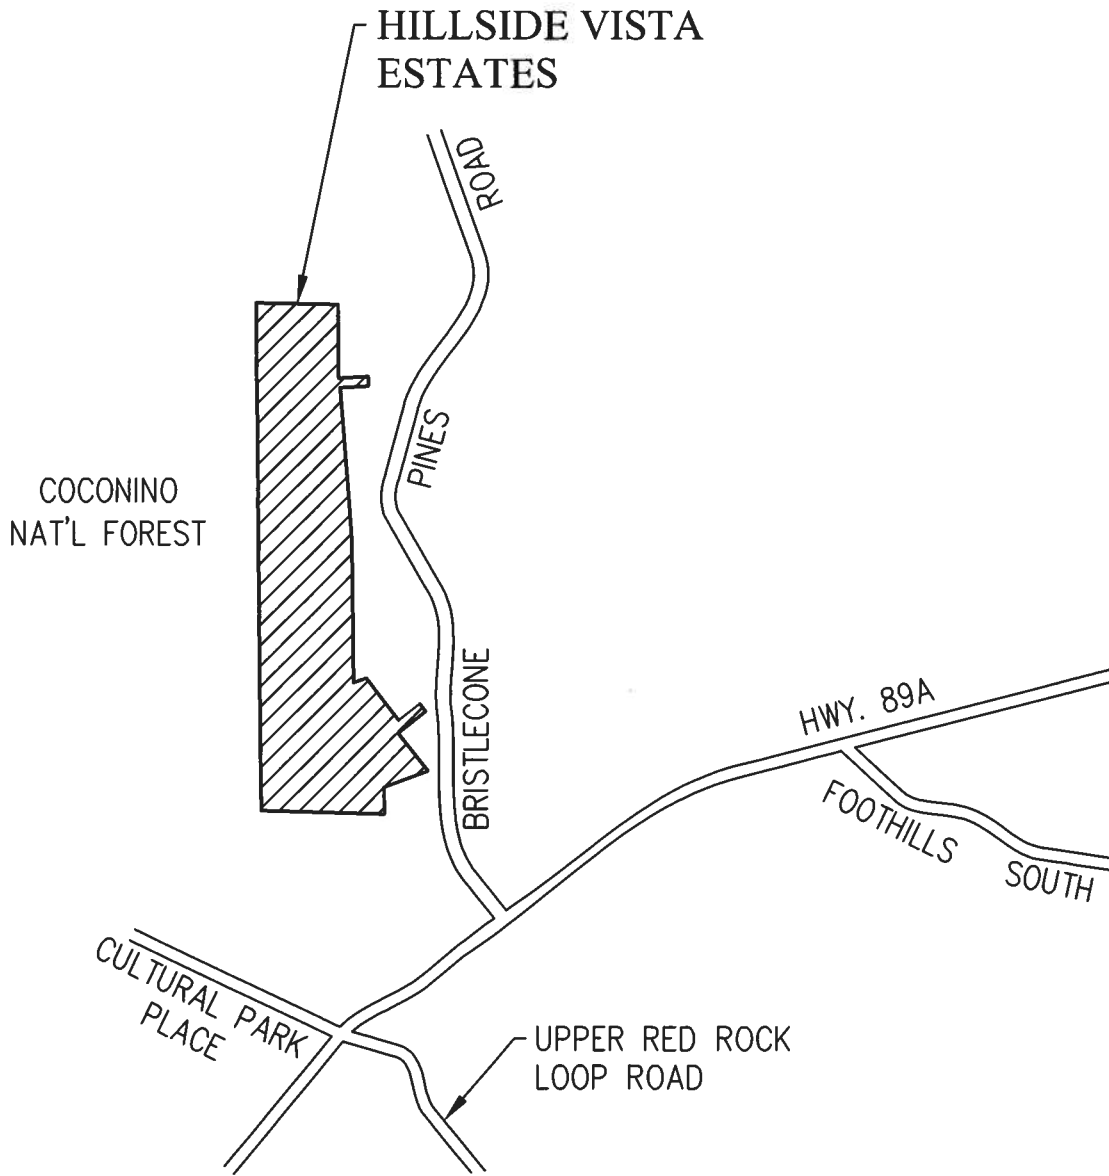 HILLSIDE VISTA
ESTATES
ROAD
PINES
COCONINO
NAT'L FOREST
BRISTLECONE
HWY. 89A
FOOTHILLS SOUTH
CULTURAL PARK
PLACE
UPPER RED ROCK
LOOP ROAD